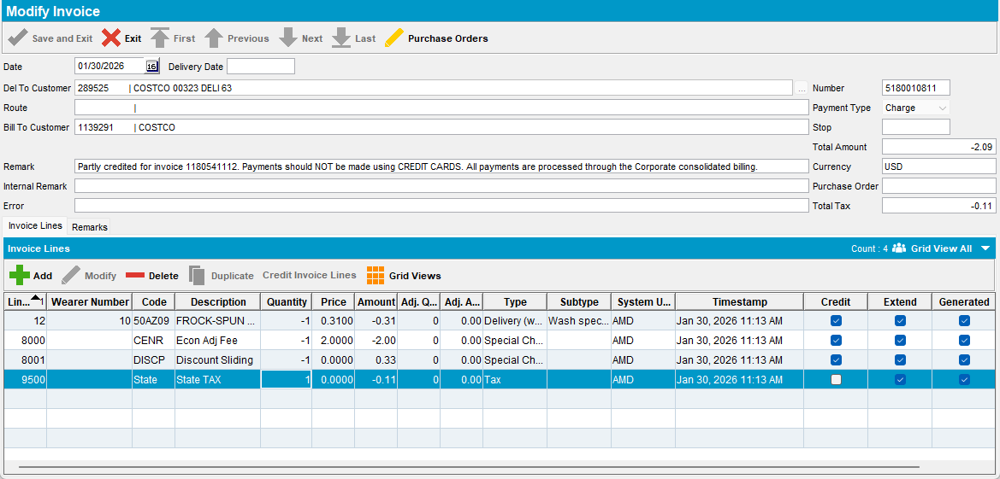 Modify Invoice
Save and Exit Exit First Previous Next Last Purchase Orders
Date 01/30/2026 16 Delivery Date
Del To Customer 289525 | COSTCO 00323 DELI 63 ... Number 5180010811
Route | Payment Type Charge
Bill To Customer 1139291 | COSTCO Stop
Total Amount -2.09
Remark Partly credited for invoice 1180541112. Payments should NOT be made using CREDIT CARDS. All payments are processed through the Corporate consolidated billing. Currency USD
Internal Remark Purchase Order
Error Total Tax -0.11
Invoice Lines Remarks
Invoice Lines Count : 4 Grid View All
Add Modify Delete Duplicate Credit Invoice Lines Grid Views
Lin... 1 Wearer Number Code Description Quantity Price Amount Adj. Q... Adj. A... Type Subtype System U... Timestamp Credit Extend Generated
12 10 50AZ09 FROCK-SPUN ... -1 0.3100 -0.31 0 0.00 Delivery (w... Wash spec... AMD Jan 30, 2026 11:13 AM
8000 CENR Econ Adj Fee -1 2.0000 -2.00 0 0.00 Special Ch... AMD Jan 30, 2026 11:13 AM
8001 DISCP Discount Sliding -1 0.0000 0.33 0 0.00 Special Ch... AMD Jan 30, 2026 11:13 AM
9500 State State TAX 1 0.0000 -0.11 0 0.00 Tax AMD Jan 30, 2026 11:13 AM